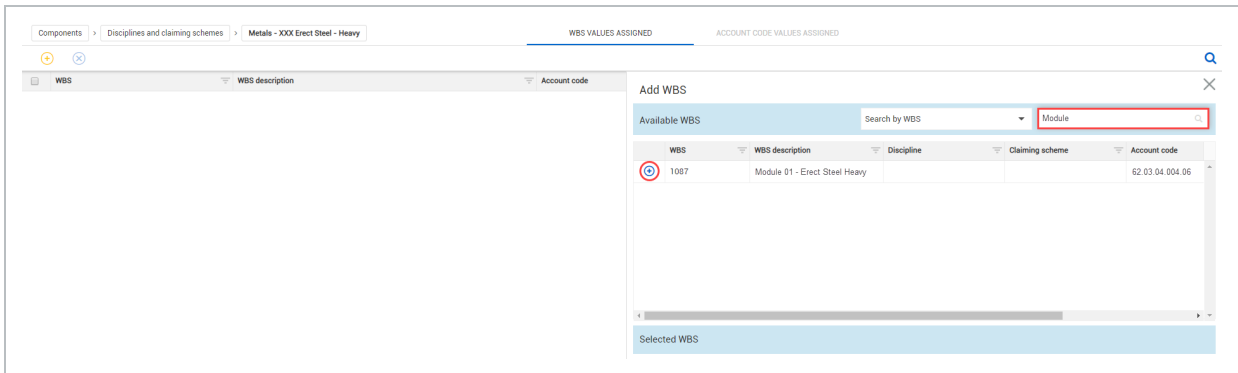 Components > Disciplines and claiming schemes > Metals - XXX Erect Steel - Heavy WBS VALUES ASSIGNED ACCOUNT CODE VALUES ASSIGNED
WBS WBS description Account code
Add WBS
Available WBS Search by WBS Module
WBS WBS description Discipline Claiming scheme Account code
1087 Module 01 - Erect Steel Heavy 62.03.04.004.06
Selected WBS